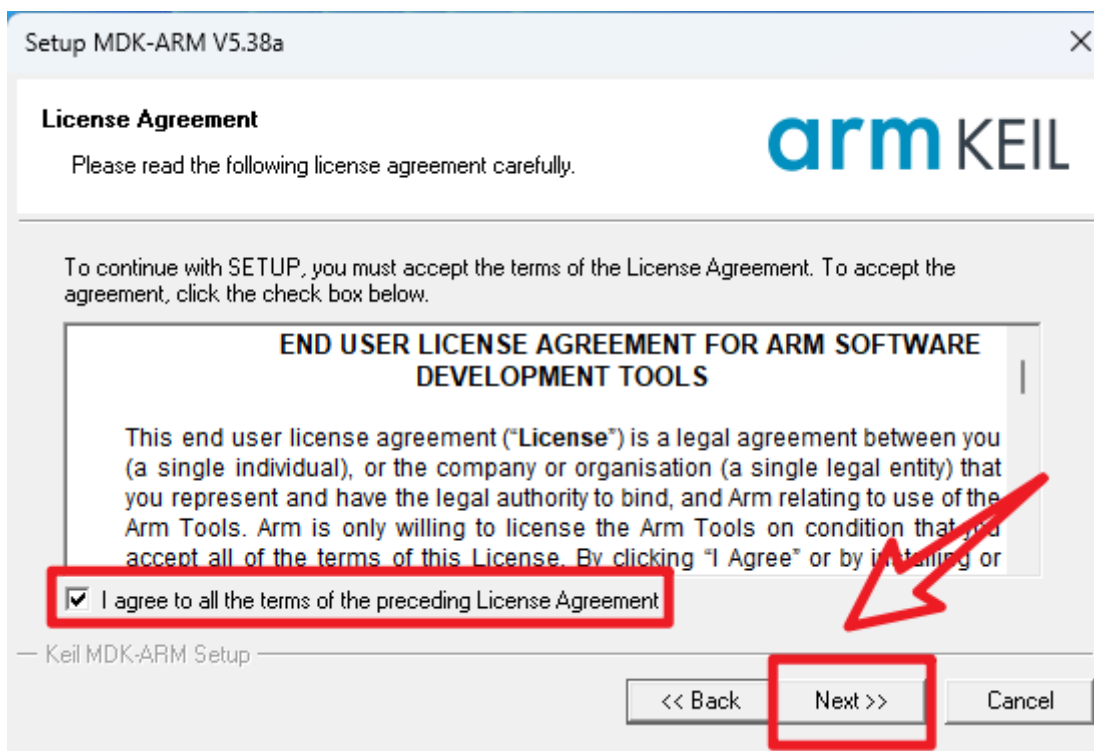 Setup MDK-ARM V5.38a
License Agreement
Please read the following license agreement carefully.
arm KEIL
To continue with SETUP, you must accept the terms of the License Agreement. To accept the
agreement, click the check box below.
END USER LICENSE AGREEMENT FOR ARM SOFTWARE
DEVELOPMENT TOOLS
This end user license agreement (“License”) is a legal agreement between you
(a single individual), or the company or organisation (a single legal entity) that
you represent and have the legal authority to bind, and Arm relating to use of the
Arm Tools. Arm is only willing to license the Arm Tools on condition that you
accept all of the terms of this License. By clicking “I Agree” or by installing or
I agree to all the terms of the preceding License Agreement
Keil MDK-ARM Setup
<< Back
Next >>
Cancel